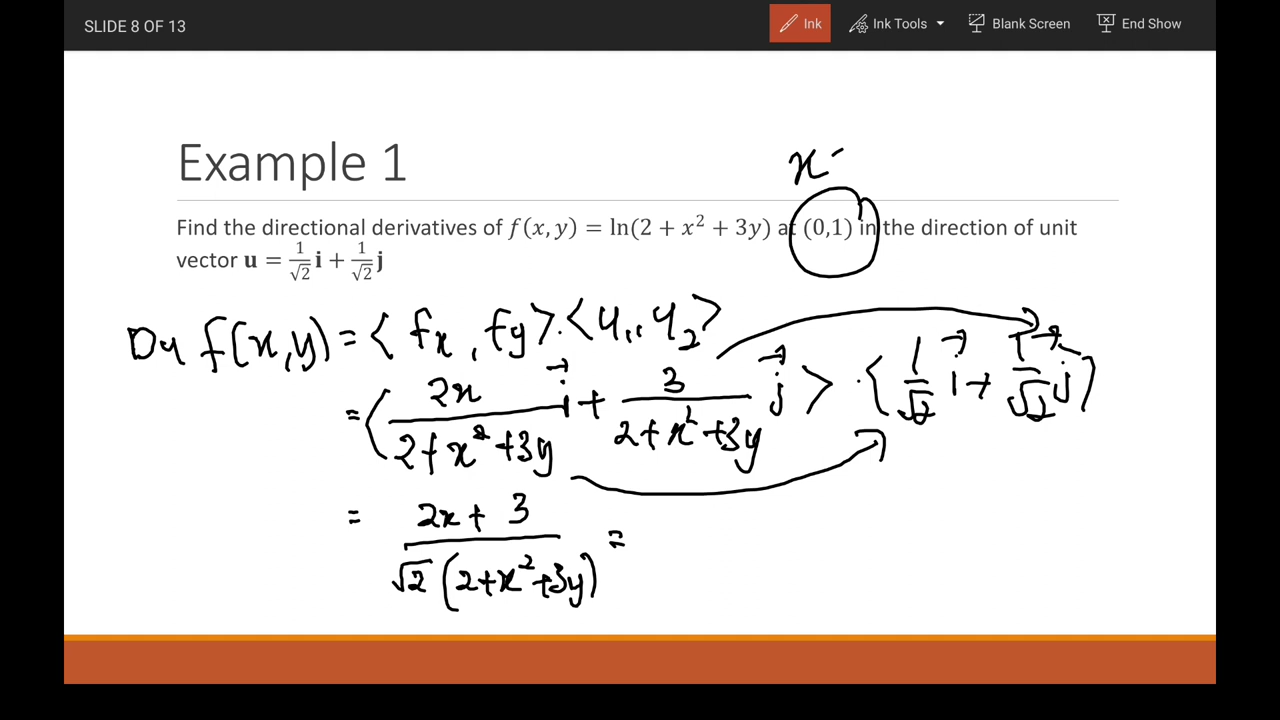 SLIDE 8 OF 13
Ink
Ink Tools
Blank Screen
End Show
Example 1
x =
Find the directional derivatives of f(x, y) = ln(2 + x² + 3y) at (0,1) in the direction of unit
vector u = 1/√2 i + 1/√2 j
Du f(x,y) = ⟨ fx , fy ⟩ · ⟨ u1, u2 ⟩
= ⟨ 2x/(2+x²+3y) i⃗ + 3/(2+x²+3y) j⃗ ⟩ · ⟨ 1/√2 i⃗ + 1/√2 j⃗ ⟩
= (2x + 3)/(√2 (2+x²+3y)) =